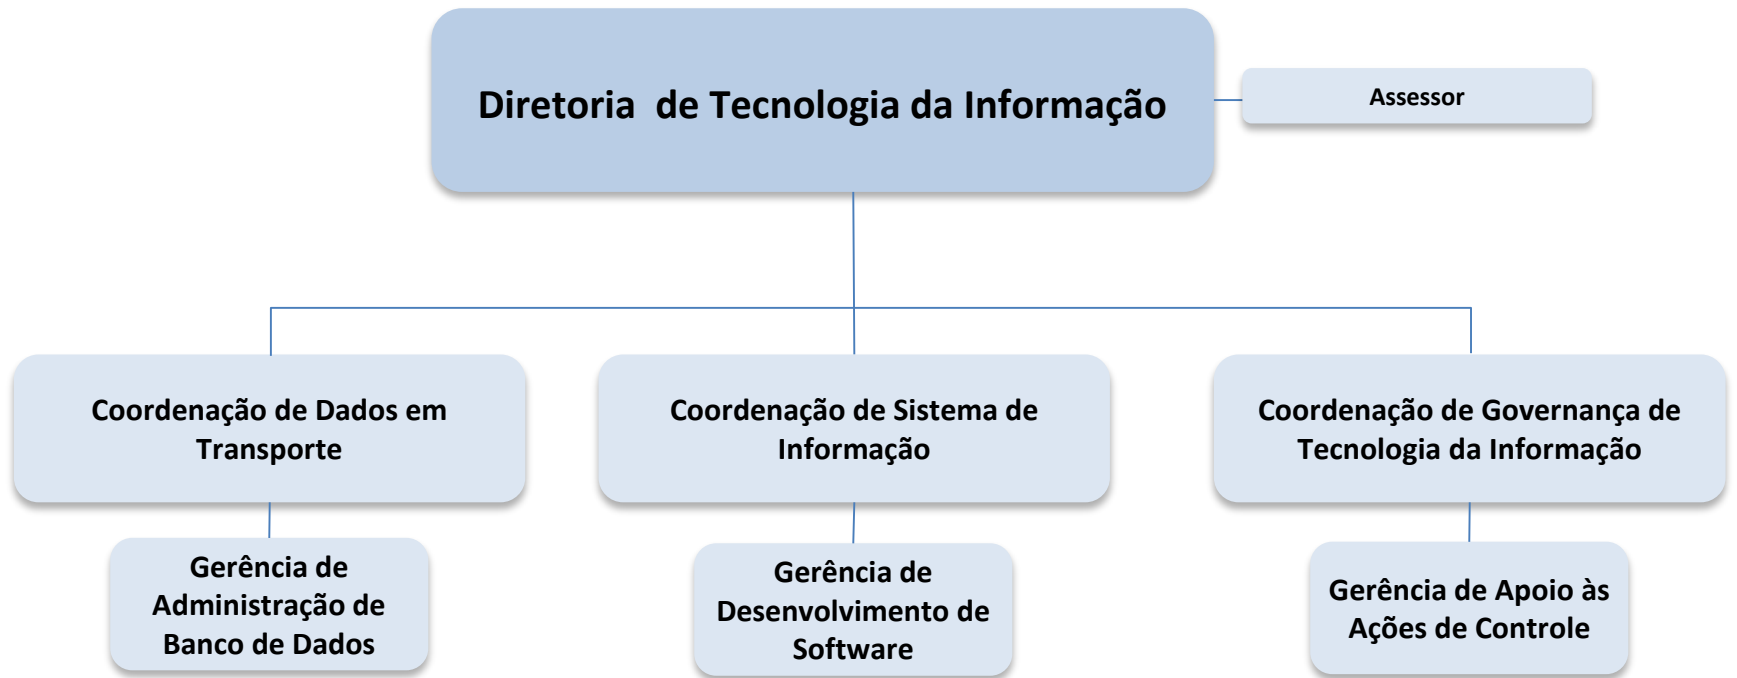 Diretoria de Tecnologia da Informação
Assessor
Coordenação de Dados em
Transporte
Coordenação de Sistema de
Informação
Coordenação de Governança de
Tecnologia da Informação
Gerência de
Administração de
Banco de Dados
Gerência de
Desenvolvimento de
Software
Gerência de Apoio às
Ações de Controle